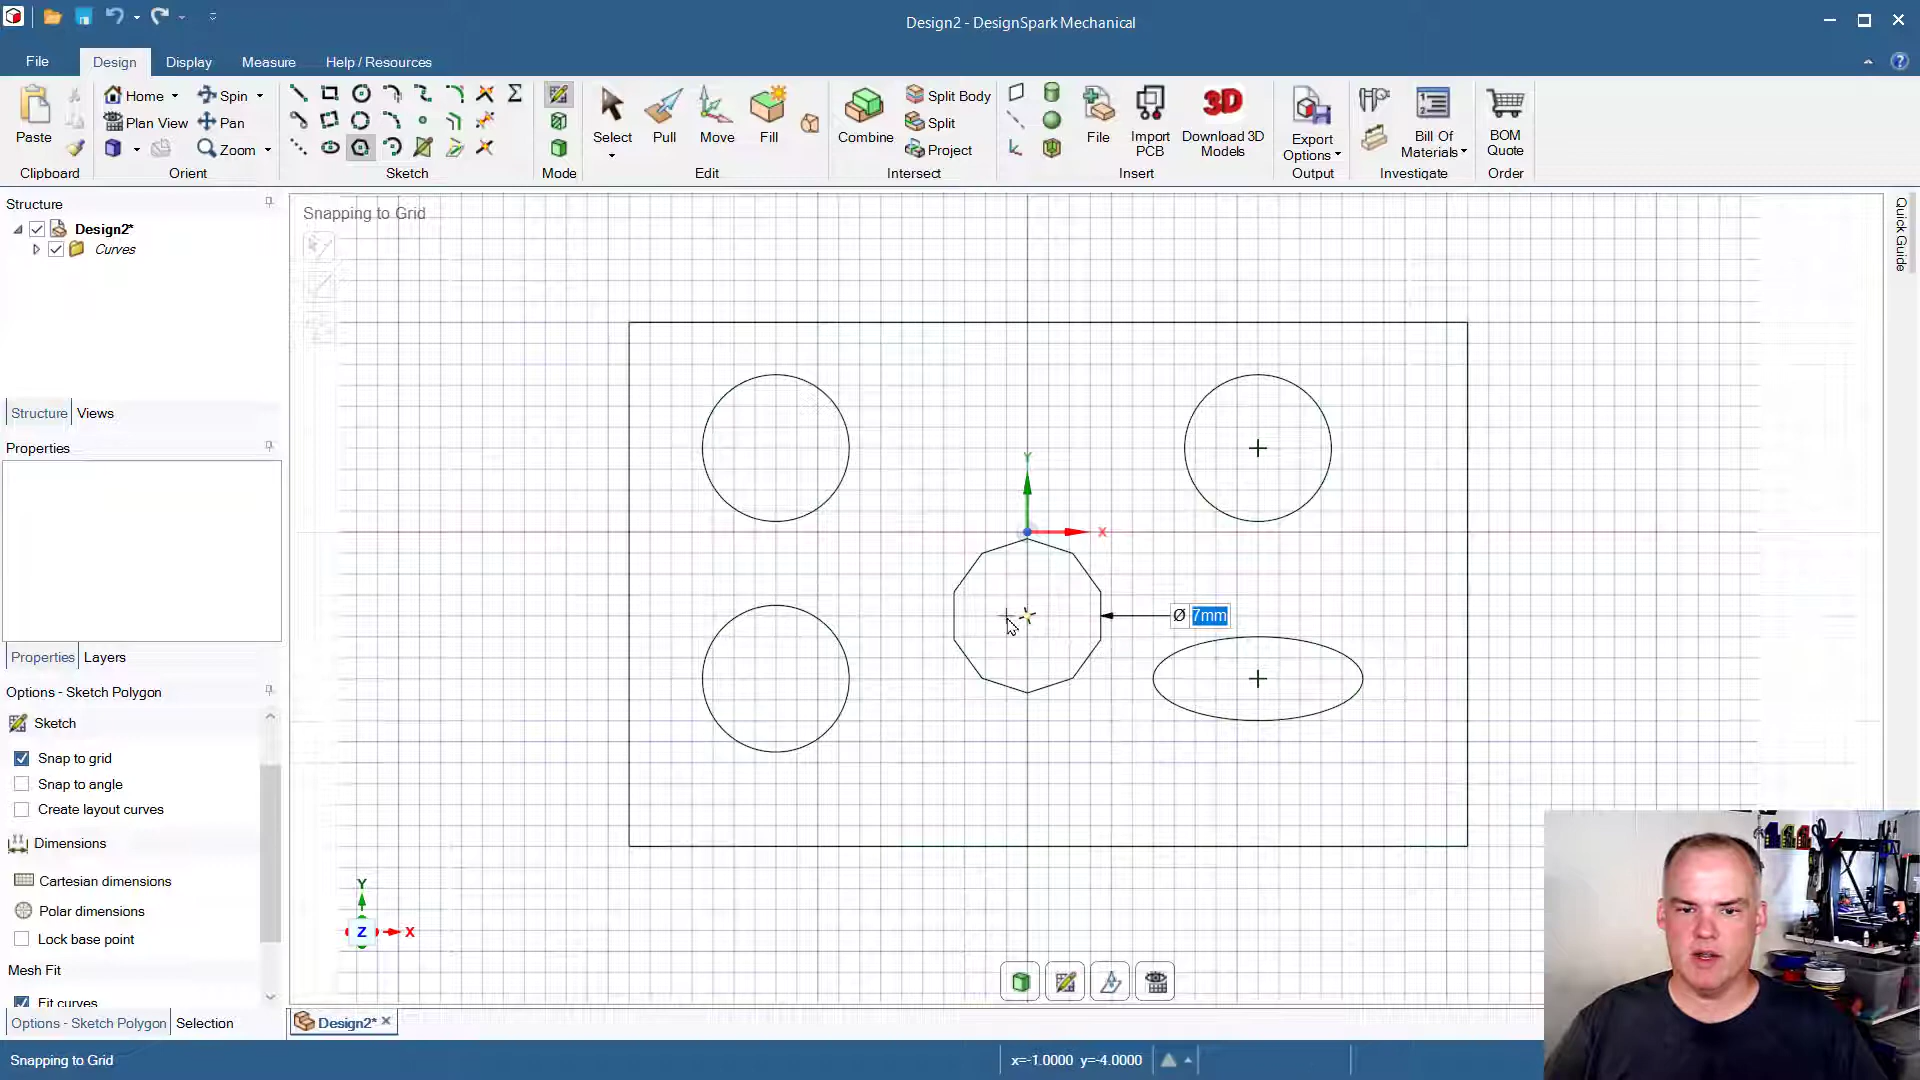 Design2 - DesignSpark Mechanical
File Design Display Measure Help / Resources
Paste
Home Spin
Plan View Pan
Zoom
Select Pull Move Fill
Combine
Split Body
Split
Project
File Import PCB Download 3D Models
3D
Export Options
Bill Of Materials
BOM Quote
Clipboard Orient Sketch Mode Edit Intersect Insert Output Investigate Order
Structure
Design2*
Curves
Structure Views
Properties
Properties Layers
Options - Sketch Polygon
Sketch
Snap to grid
Snap to angle
Create layout curves
Dimensions
Cartesian dimensions
Polar dimensions
Lock base point
Mesh Fit
Fit curves
Options - Sketch Polygon Selection
Snapping to Grid
Quick Guide
Y
X
Ø 7mm
Y
Z X
Design2*
Snapping to Grid
x=-1.0000 y=-4.0000